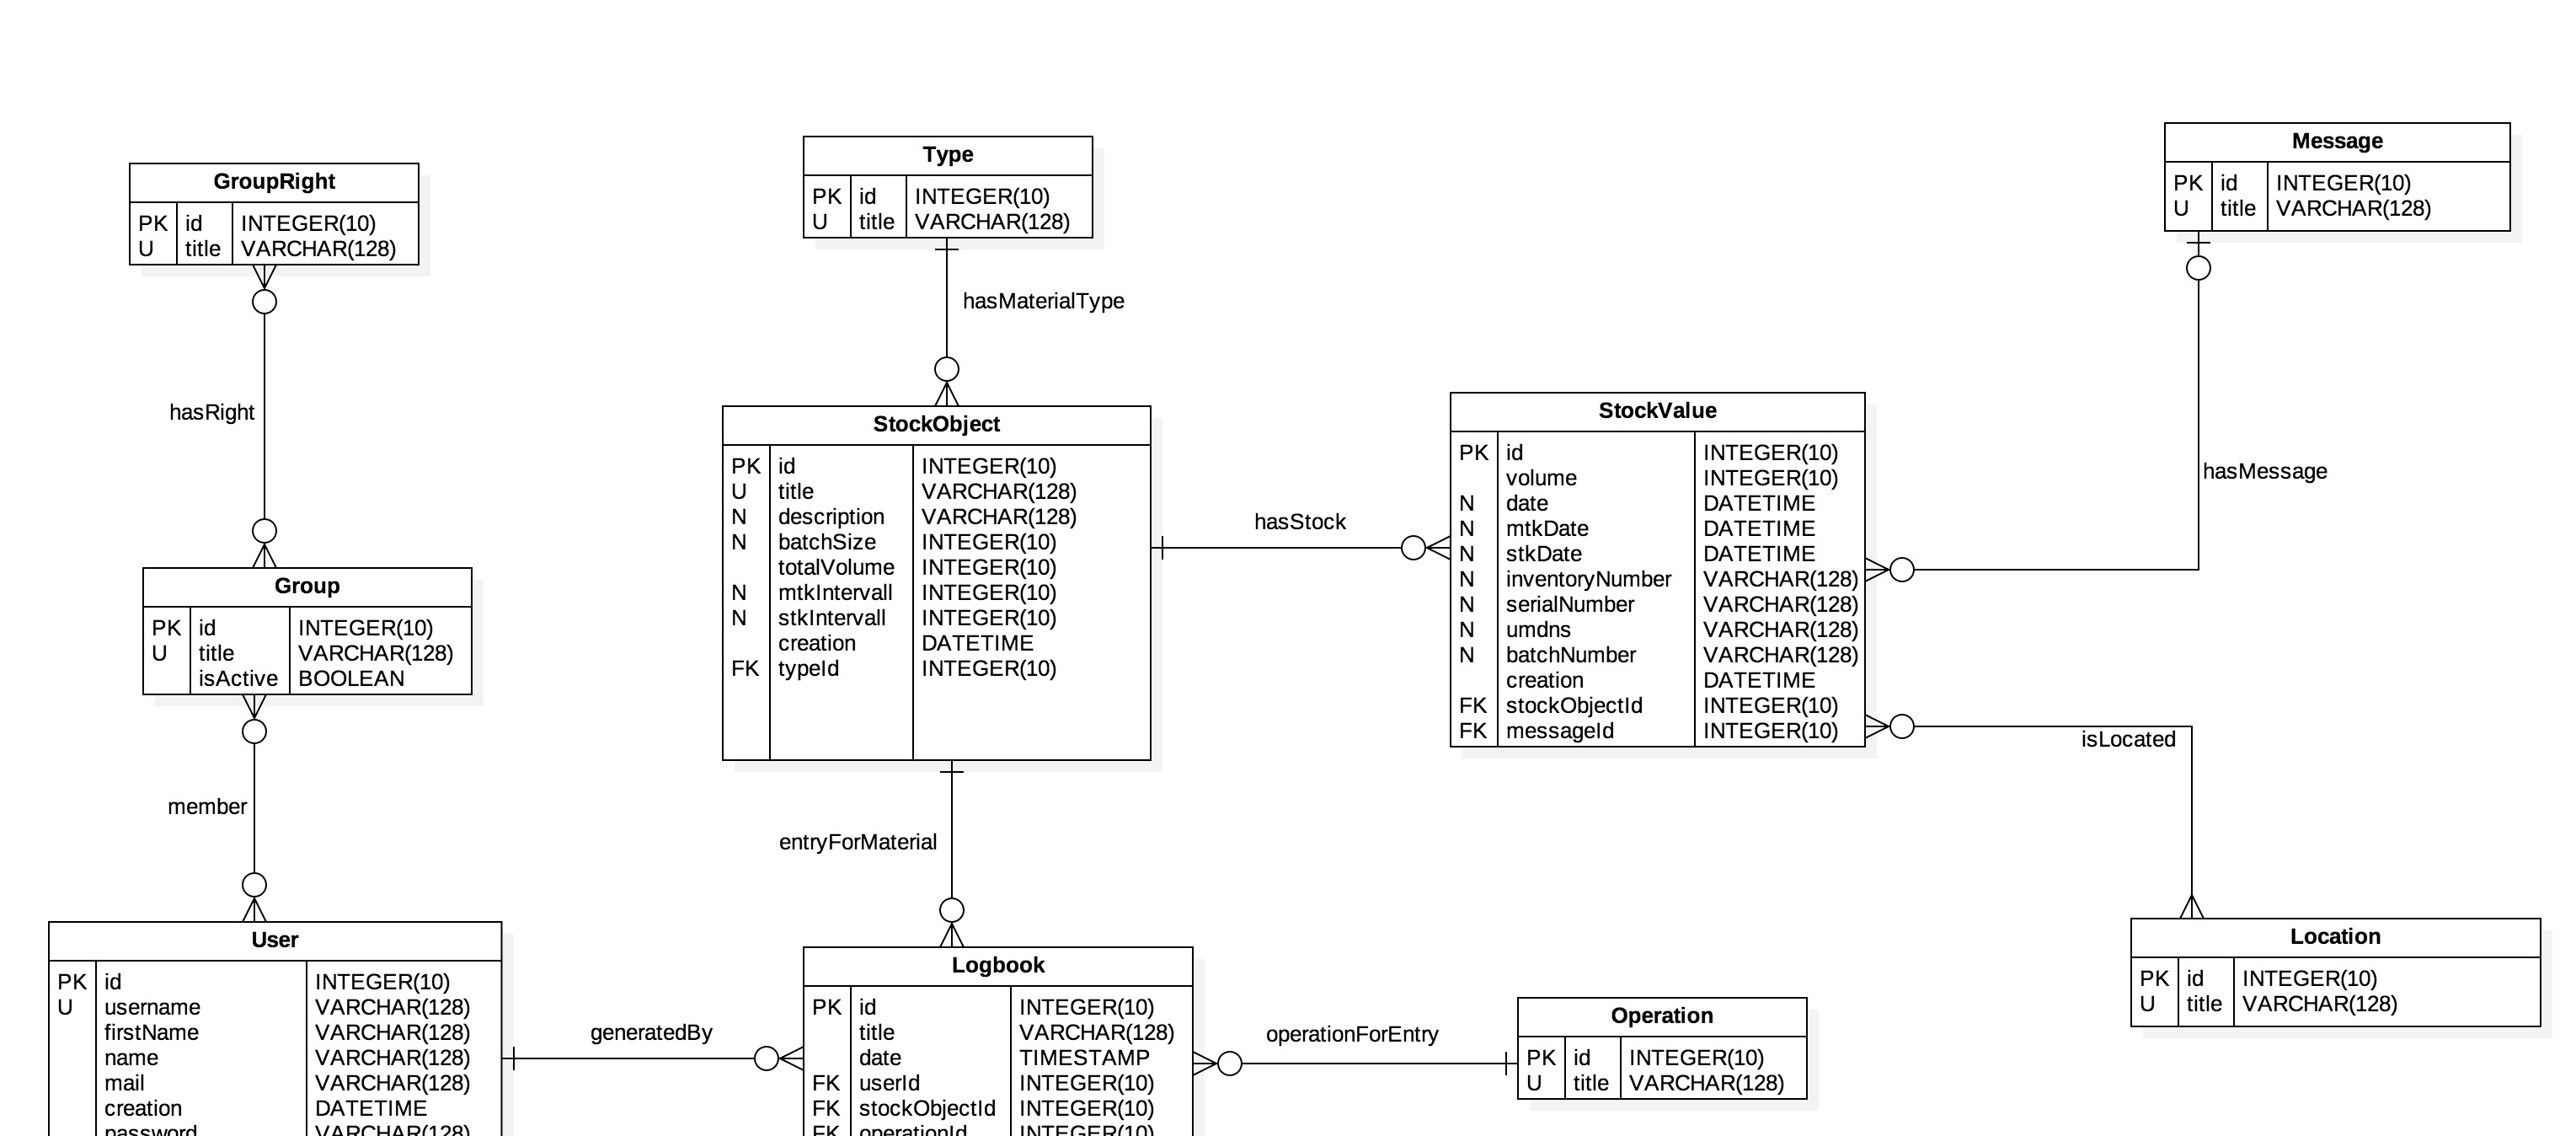 GroupRight
PK id INTEGER(10)
U title VARCHAR(128)
hasRight
Group
PK id INTEGER(10)
U title VARCHAR(128)
isActive BOOLEAN
member
User
PK id INTEGER(10)
U username VARCHAR(128)
firstName VARCHAR(128)
name VARCHAR(128)
mail VARCHAR(128)
creation DATETIME
password VARCHAR(128)
generatedBy
Type
PK id INTEGER(10)
U title VARCHAR(128)
hasMaterialType
StockObject
PK id INTEGER(10)
U title VARCHAR(128)
N description VARCHAR(128)
N batchSize INTEGER(10)
totalVolume INTEGER(10)
N mtkIntervall INTEGER(10)
N stkIntervall INTEGER(10)
creation DATETIME
FK typeId INTEGER(10)
entryForMaterial
Logbook
PK id INTEGER(10)
title VARCHAR(128)
date TIMESTAMP
FK userId INTEGER(10)
FK stockObjectId INTEGER(10)
FK operationId INTEGER(10)
hasStock
StockValue
PK id INTEGER(10)
volume INTEGER(10)
N date DATETIME
N mtkDate DATETIME
N stkDate DATETIME
N inventoryNumber VARCHAR(128)
N serialNumber VARCHAR(128)
N umdns VARCHAR(128)
N batchNumber VARCHAR(128)
creation DATETIME
FK stockObjectId INTEGER(10)
FK messageId INTEGER(10)
operationForEntry
Operation
PK id INTEGER(10)
U title VARCHAR(128)
Message
PK id INTEGER(10)
U title VARCHAR(128)
hasMessage
isLocated
Location
PK id INTEGER(10)
U title VARCHAR(128)